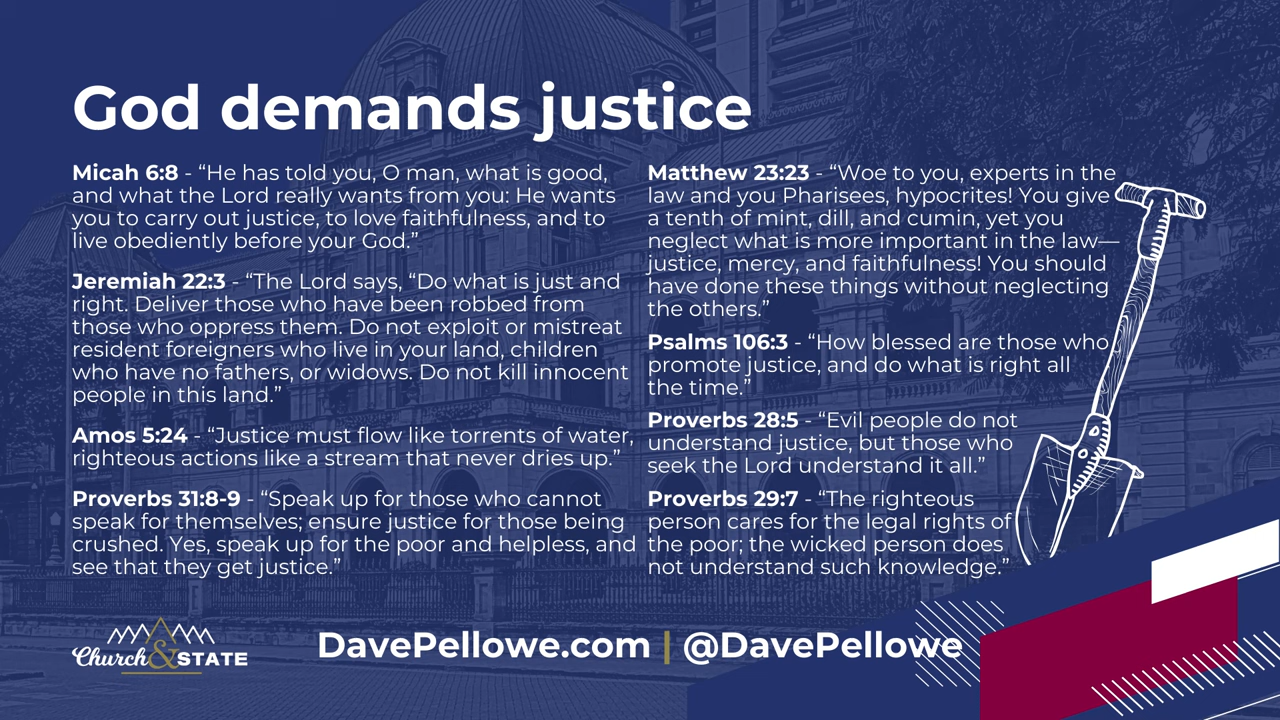 God demands justice
Micah 6:8 - “He has told you, O man, what is good,
and what the Lord really wants from you: He wants
you to carry out justice, to love faithfulness, and to
live obediently before your God.”
Jeremiah 22:3 - “The Lord says, “Do what is just and
right. Deliver those who have been robbed from
those who oppress them. Do not exploit or mistreat
resident foreigners who live in your land, children
who have no fathers, or widows. Do not kill innocent
people in this land.”
Amos 5:24 - “Justice must flow like torrents of water,
righteous actions like a stream that never dries up.”
Proverbs 31:8-9 - “Speak up for those who cannot
speak for themselves; ensure justice for those being
crushed. Yes, speak up for the poor and helpless, and
see that they get justice.”
Matthew 23:23 - “Woe to you, experts in the
law and you Pharisees, hypocrites! You give
a tenth of mint, dill, and cumin, yet you
neglect what is more important in the law—
justice, mercy, and faithfulness! You should
have done these things without neglecting
the others.”
Psalms 106:3 - “How blessed are those who
promote justice, and do what is right all
the time.”
Proverbs 28:5 - “Evil people do not
understand justice, but those who
seek the Lord understand it all.”
Proverbs 29:7 - “The righteous
person cares for the legal rights of
the poor; the wicked person does
not understand such knowledge.”
Church & STATE
DavePellowe.com | @DavePellowe